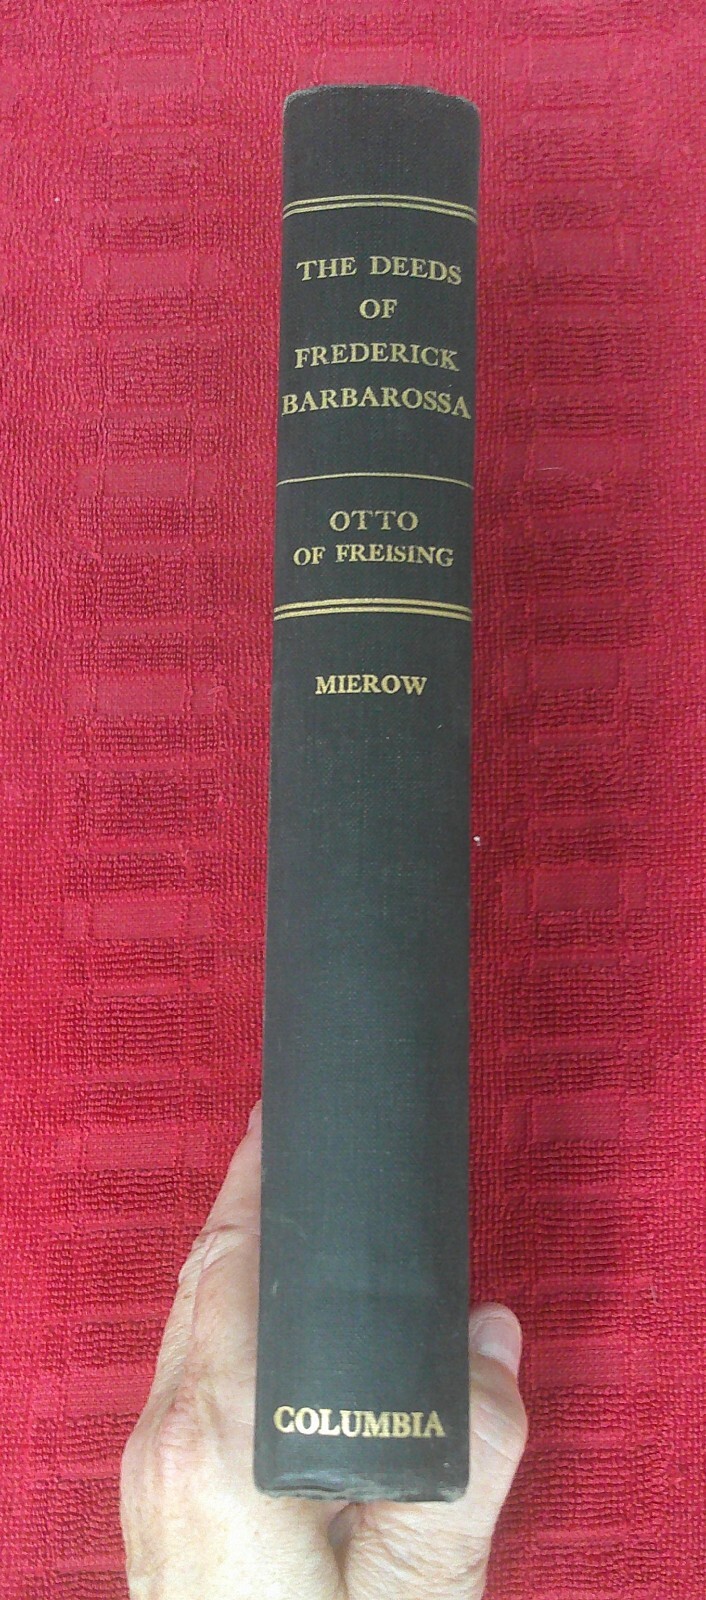 THE DEEDS
OF
FREDERICK
BARBAROSSA
OTTO
OF FREISING
MIEROW
COLUMBIA